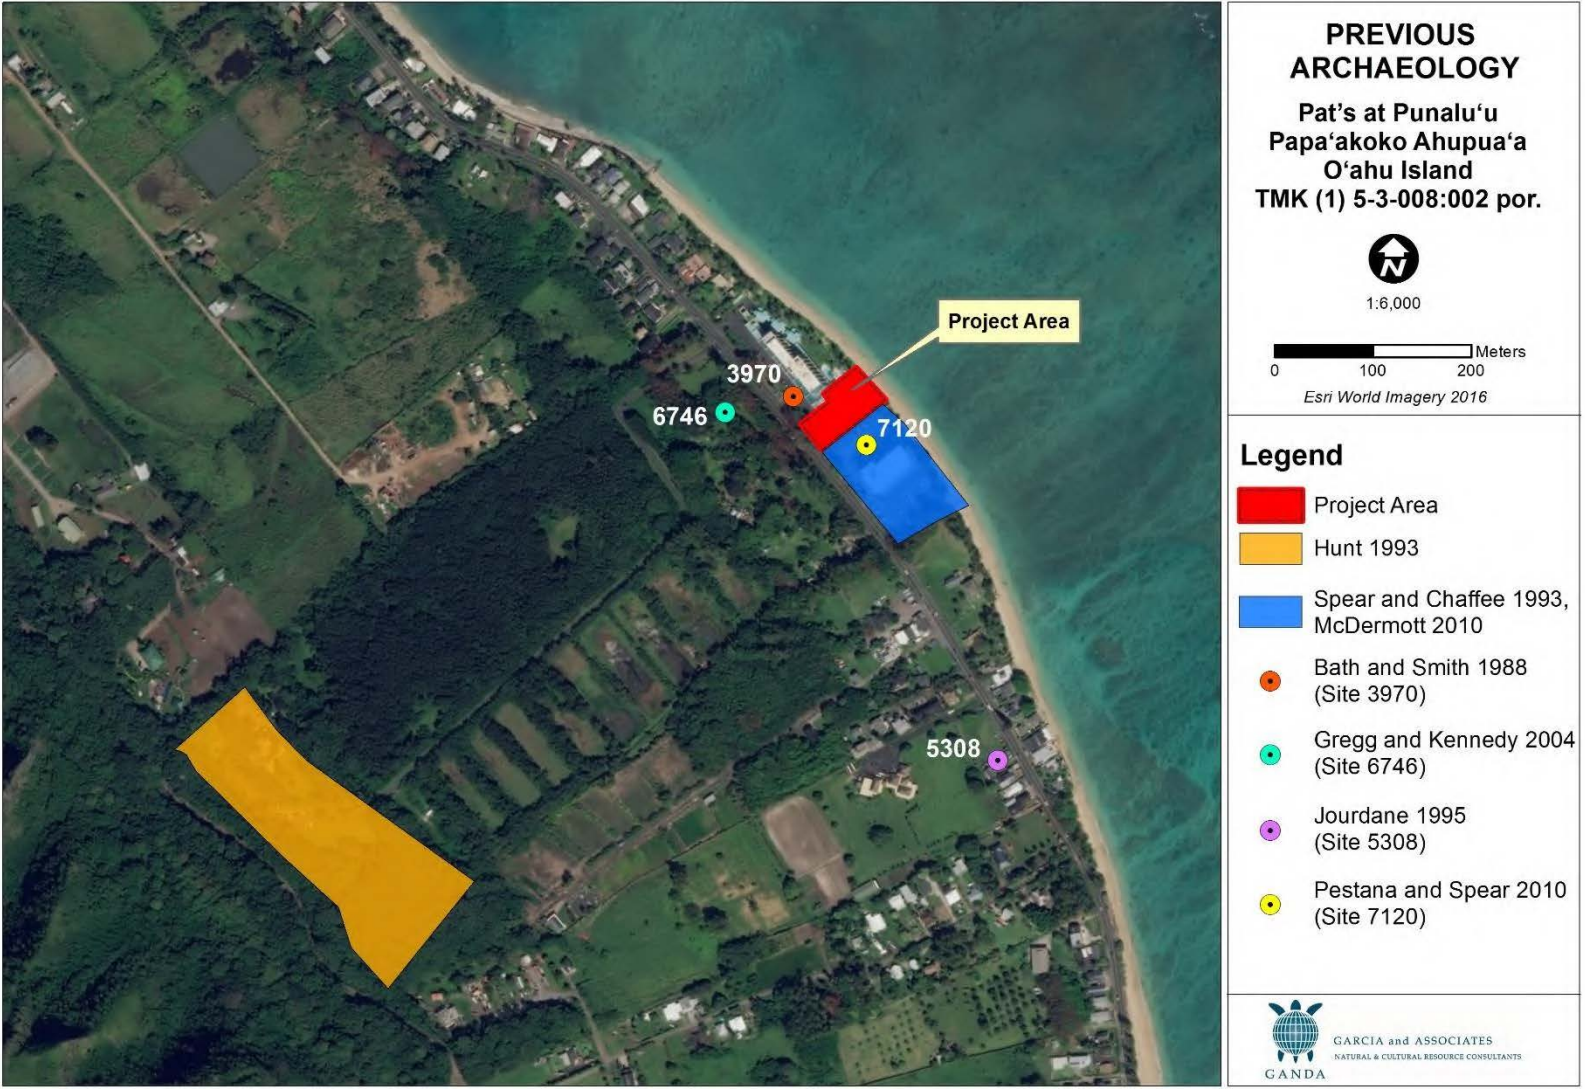 PREVIOUS
ARCHAEOLOGY
Pat's at Punalu‘u
Papa‘akoko Ahupua‘a
O‘ahu Island
TMK (1) 5-3-008:002 por.
N
1:6,000
Meters
0 100 200
Esri World Imagery 2016
Project Area
3970
6746
7120
5308
Legend
Project Area
Hunt 1993
Spear and Chaffee 1993,
McDermott 2010
Bath and Smith 1988
(Site 3970)
Gregg and Kennedy 2004
(Site 6746)
Jourdane 1995
(Site 5308)
Pestana and Spear 2010
(Site 7120)
GARCIA and ASSOCIATES
NATURAL & CULTURAL RESOURCE CONSULTANTS
GANDA